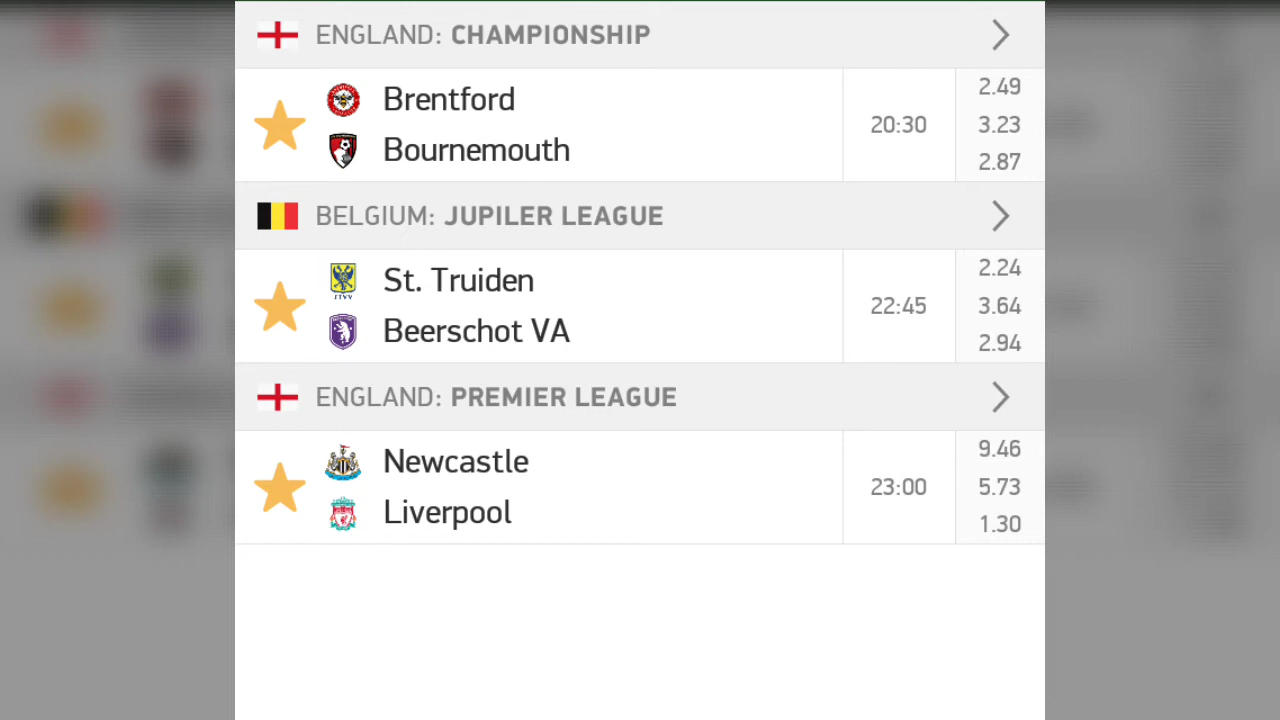 ENGLAND: CHAMPIONSHIP
Brentford
Bournemouth
20:30
2.49
3.23
2.87
BELGIUM: JUPILER LEAGUE
STVV
St. Truiden
Beerschot VA
22:45
2.24
3.64
2.94
ENGLAND: PREMIER LEAGUE
Newcastle
Liverpool
23:00
9.46
5.73
1.30